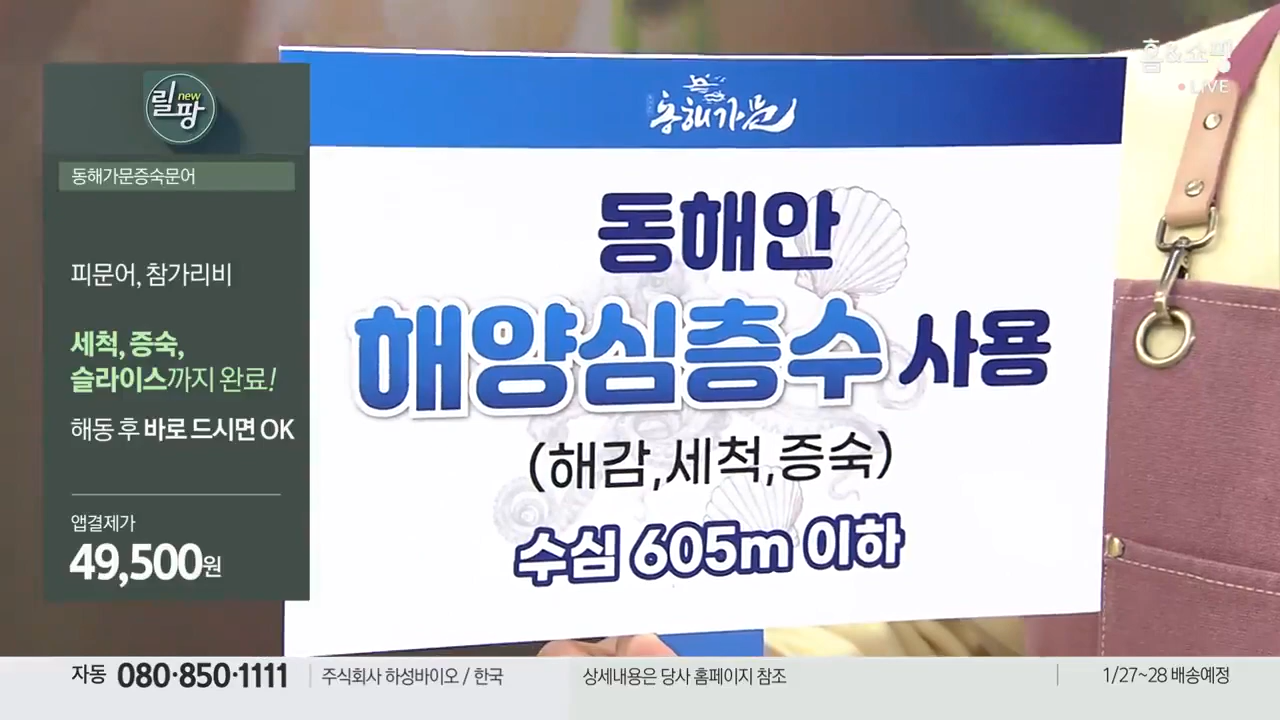 릴팡
new
동해가문증숙문어
피문어, 참가리비
세척, 증숙,
슬라이스까지 완료!
해동 후 바로 드시면 OK
앱결제가
49,500원
동해가문
동해안
해양심층수 사용
(해감,세척,증숙)
수심 605m 이하
홈&쇼핑
LIVE
자동 080·850·1111
주식회사 하성바이오 / 한국
상세내용은 당사 홈페이지 참조
1/27~28 배송예정